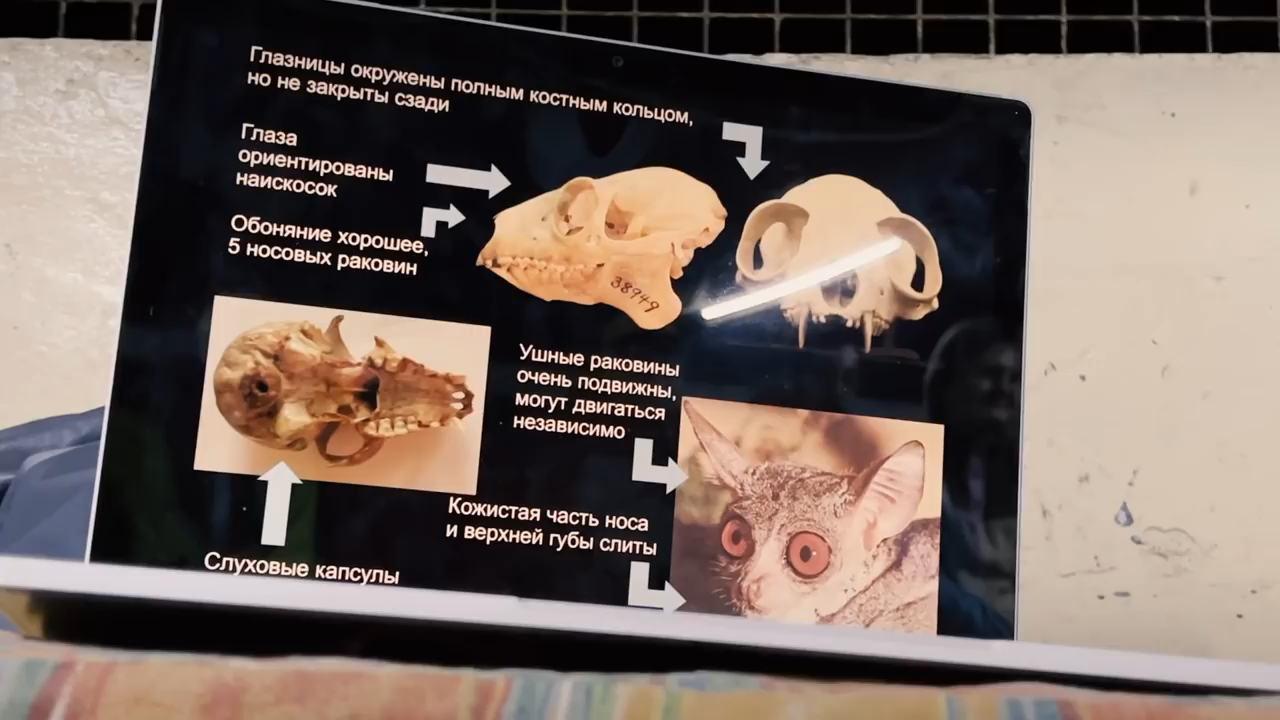 Глазницы окружены полным костным кольцом,
но не закрыты сзади
Глаза
ориентированы
наискосок
Обоняние хорошее,
5 носовых раковин
38949
Ушные раковины
очень подвижны,
могут двигаться
независимо
Кожистая часть носа
и верхней губы слиты
Слуховые капсулы